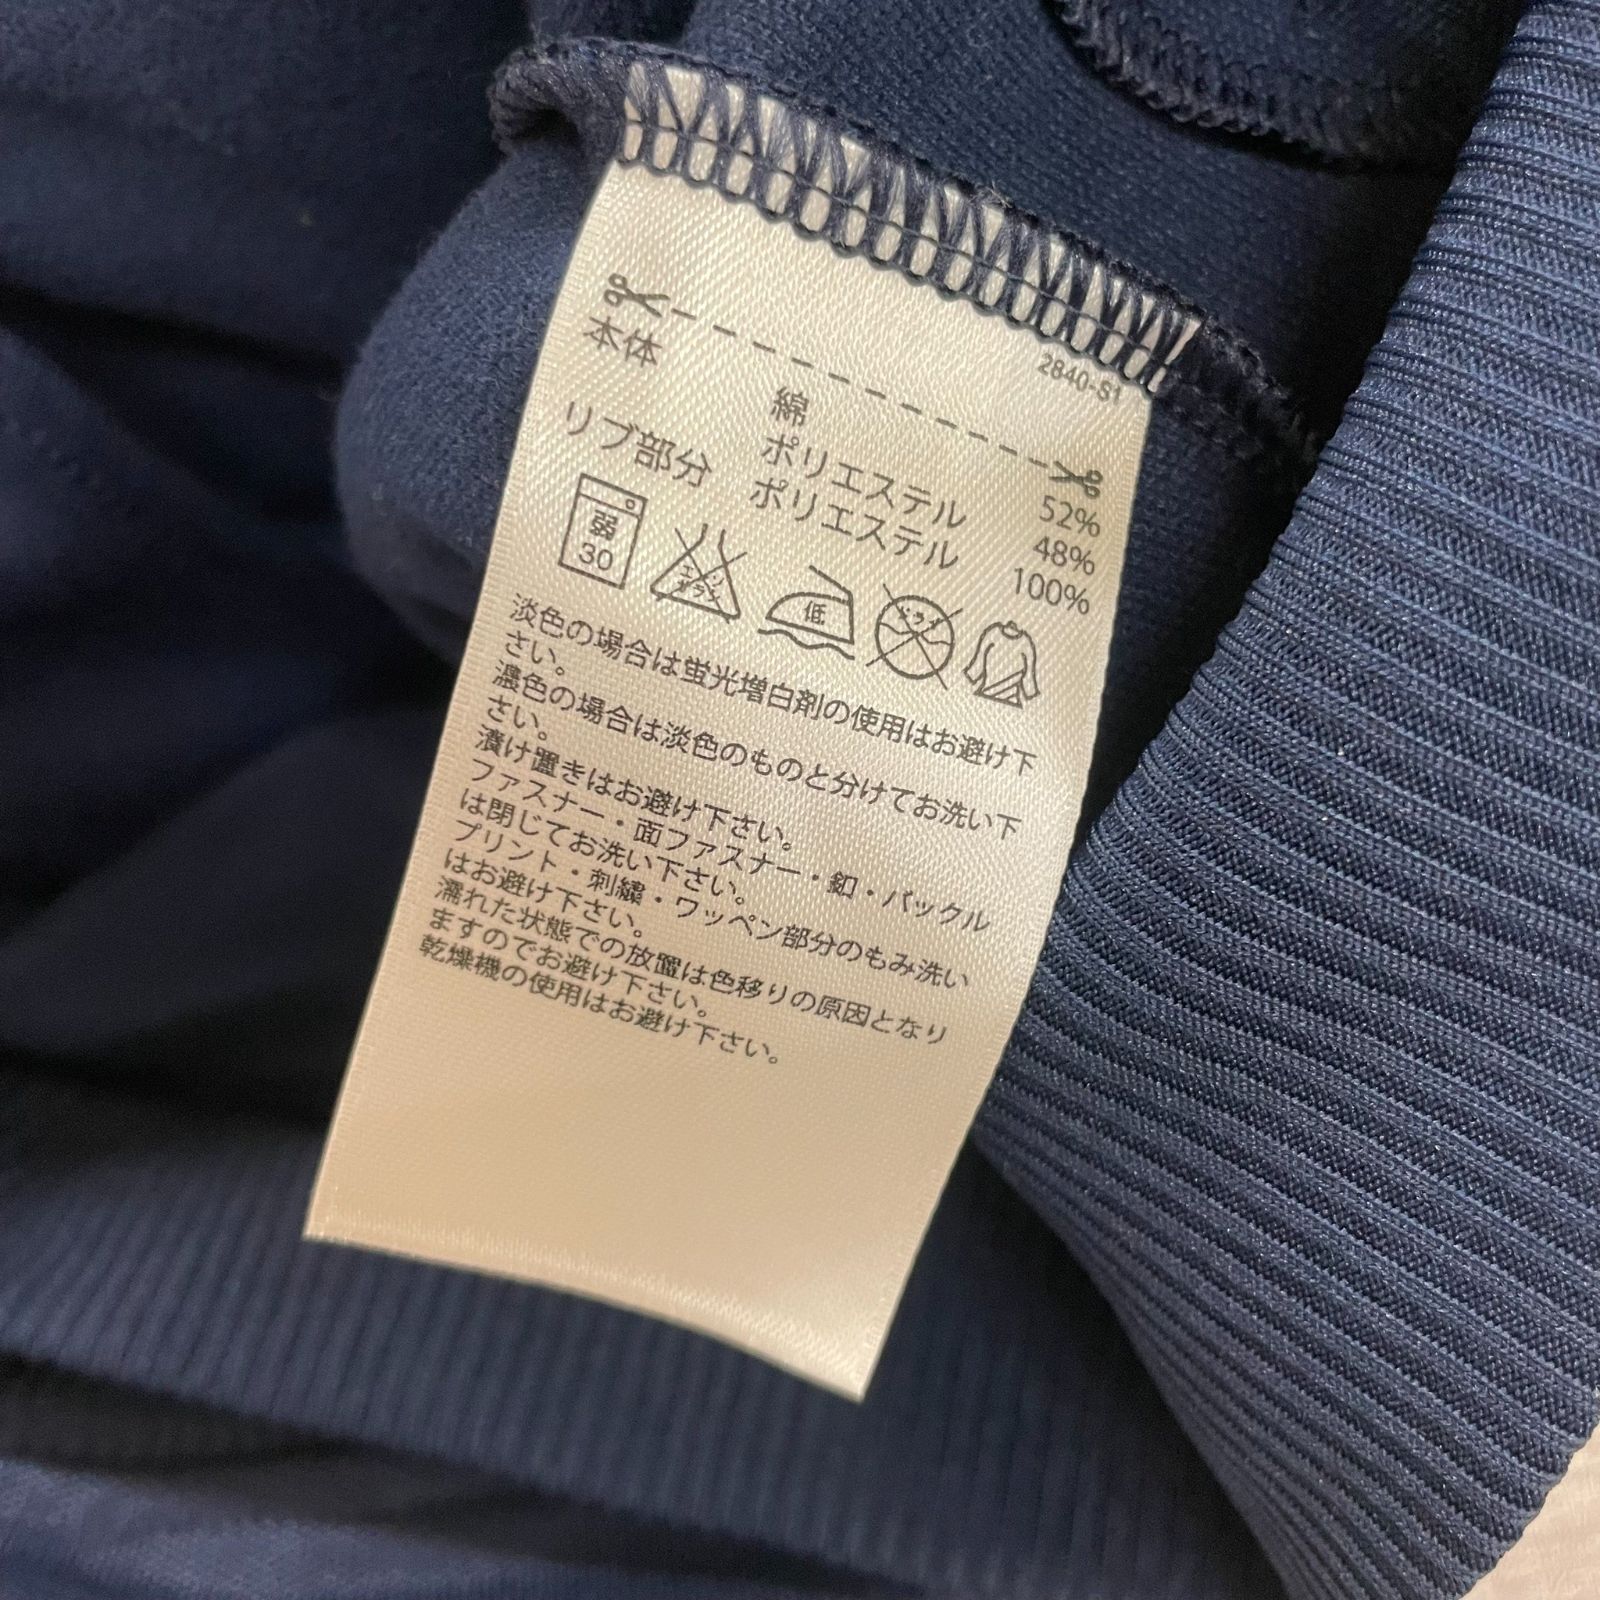 2840-S1
本体
綿 52%
ポリエステル 48%
リブ部分 ポリエステル 100%
弱
30
エンソ
サラシ
低
ドライ
淡色の場合は蛍光増白剤の使用はお避け下
さい。
濃色の場合は淡色のものと分けてお洗い下
さい。
漬け置きはお避け下さい。
ファスナー・面ファスナー・釦・バックル
は閉じてお洗い下さい。
プリント・刺繍・ワッペン部分のもみ洗い
はお避け下さい。
濡れた状態での放置は色移りの原因となり
ますのでお避け下さい。
乾燥機の使用はお避け下さい。